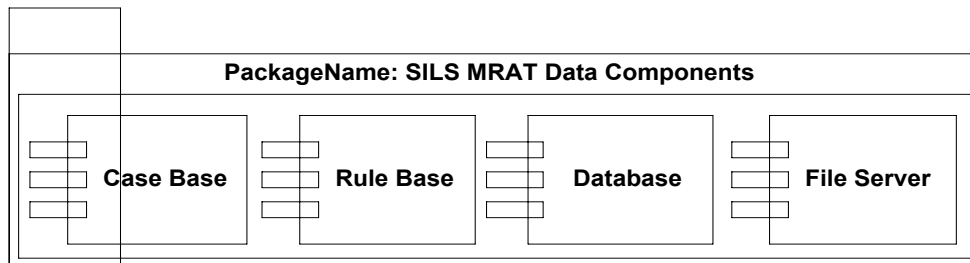 PackageName: SILS MRAT Data Components
Case Base
Rule Base
Database
File Server